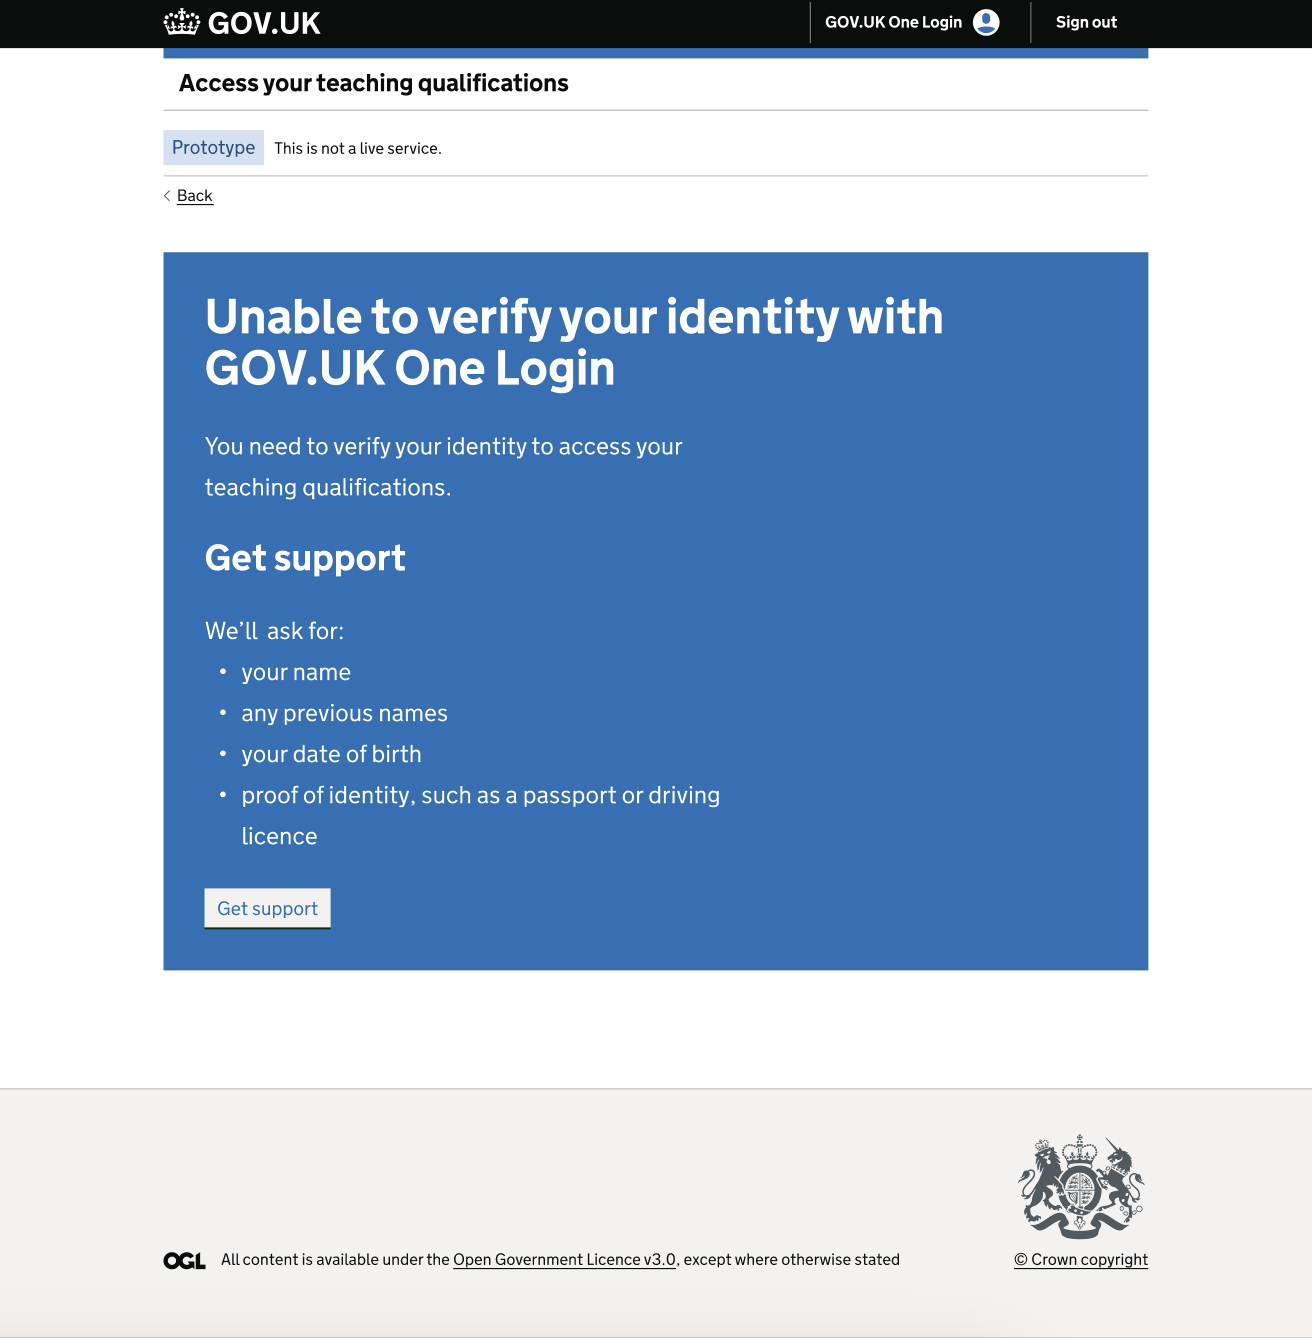 GOV.UK
GOV.UK One Login
Sign out
Access your teaching qualifications
Prototype This is not a live service.
Back
Unable to verify your identity with
GOV.UK One Login
You need to verify your identity to access your
teaching qualifications.
Get support
We’ll  ask for:
• your name
• any previous names
• your date of birth
• proof of identity, such as a passport or driving
licence
Get support
OGL All content is available under the Open Government Licence v3.0, except where otherwise stated
© Crown copyright